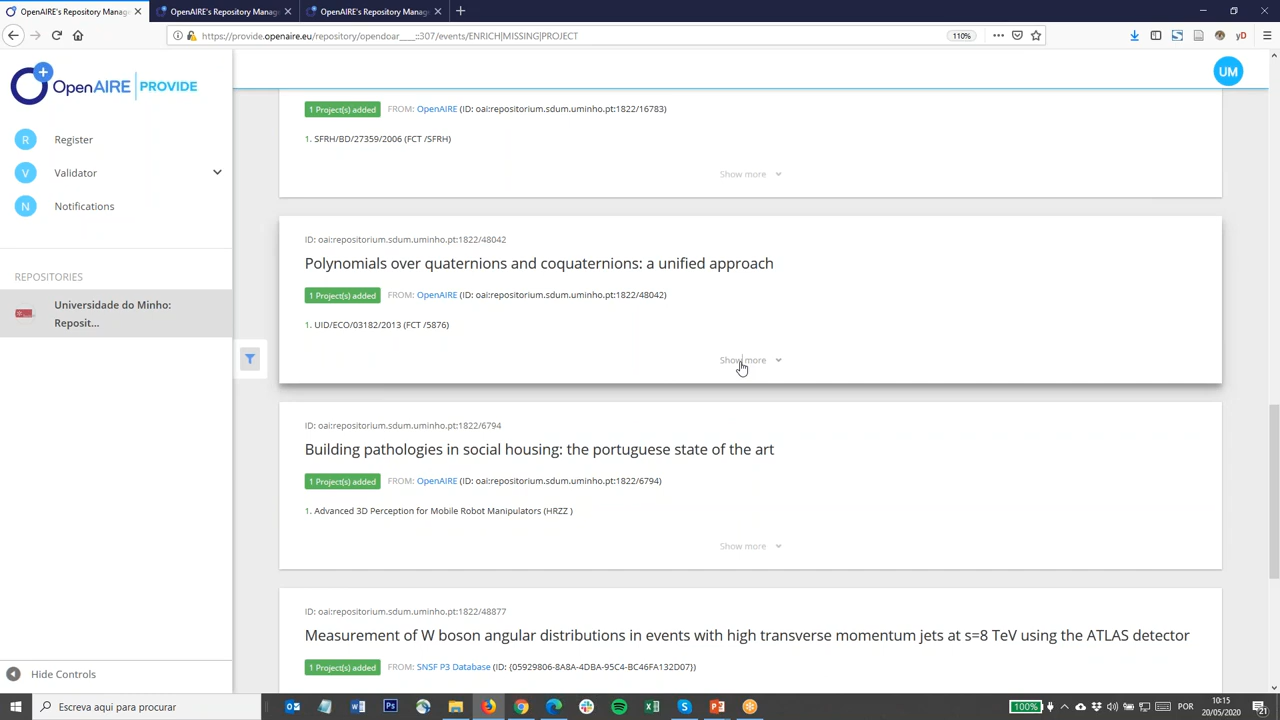 OpenAIRE's Repository Manag
OpenAIRE's Repository Manag
OpenAIRE's Repository Manag
https://provide.openaire.eu/repository/opendoar____::307/events/ENRICH|MISSING|PROJECT
110%
yD
OpenAIRE | PROVIDE
UM
R Register
V Validator
N Notifications
REPOSITORIES
Universidade do Minho:
Reposit...
1 Project(s) added FROM: OpenAIRE (ID: oai:repositorium.sdum.uminho.pt:1822/16783)
1. SFRH/BD/27359/2006 (FCT /SFRH)
Show more
ID: oai:repositorium.sdum.uminho.pt:1822/48042
Polynomials over quaternions and coquaternions: a unified approach
1 Project(s) added FROM: OpenAIRE (ID: oai:repositorium.sdum.uminho.pt:1822/48042)
1. UID/ECO/03182/2013 (FCT /5876)
Show more
ID: oai:repositorium.sdum.uminho.pt:1822/6794
Building pathologies in social housing: the portuguese state of the art
1 Project(s) added FROM: OpenAIRE (ID: oai:repositorium.sdum.uminho.pt:1822/6794)
1. Advanced 3D Perception for Mobile Robot Manipulators (HRZZ )
Show more
ID: oai:repositorium.sdum.uminho.pt:1822/48877
Measurement of W boson angular distributions in events with high transverse momentum jets at s=8 TeV using the ATLAS detector
1 Project(s) added FROM: SNSF P3 Database (ID: {05929806-8A8A-4DBA-95C4-BC46FA132D07})
Hide Controls
Escreva aqui para procurar
100%
POR
10:15
20/05/2020
21